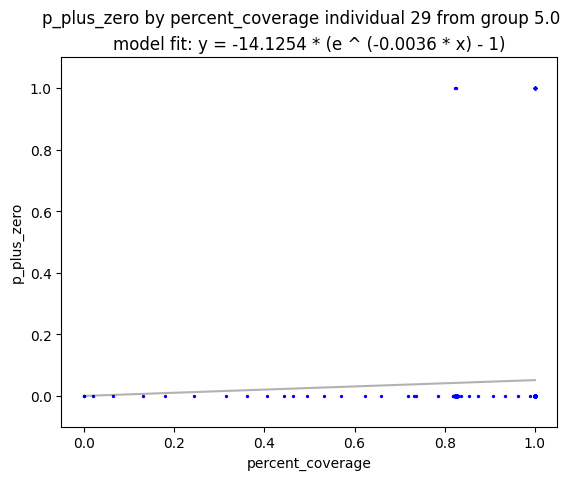 p_plus_zero by percent_coverage individual 29 from group 5.0
model fit: y = -14.1254 * (e ^ (-0.0036 * x) - 1)
p_plus_zero
1.0
0.8
0.6
0.4
0.2
0.0
0.0 0.2 0.4 0.6 0.8 1.0
percent_coverage